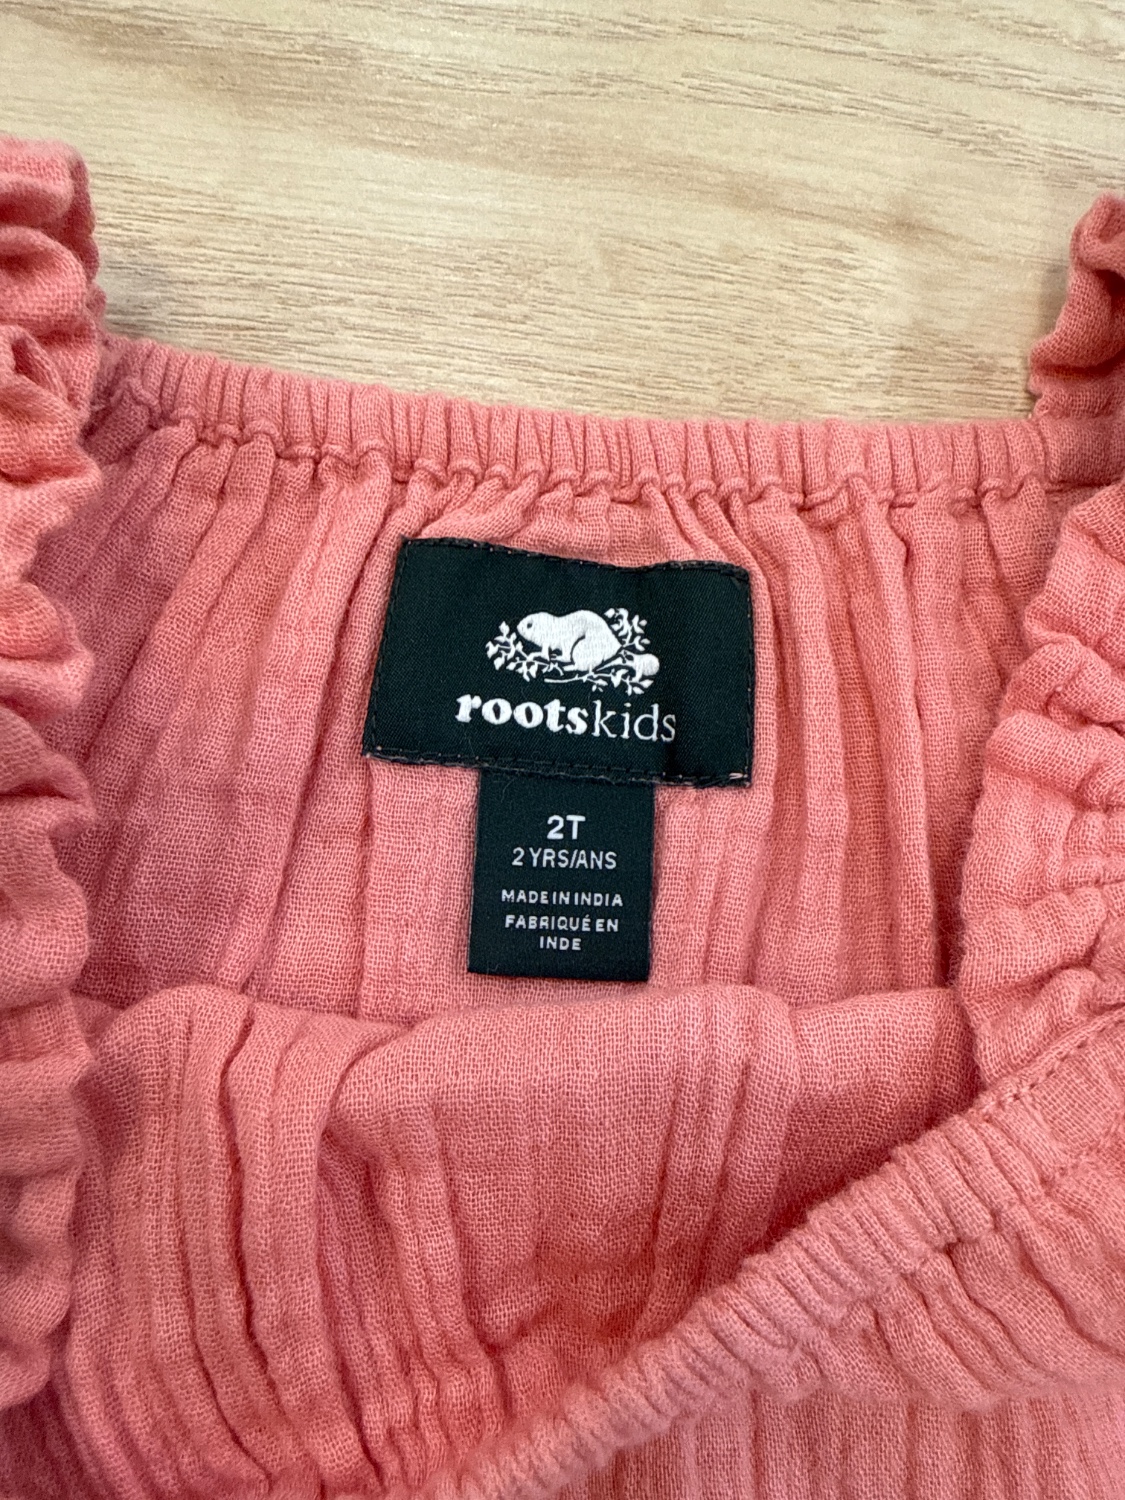 rootskids
2T
2 YRS/ANS
MADE IN INDIA
FABRIQUÉ EN
INDE